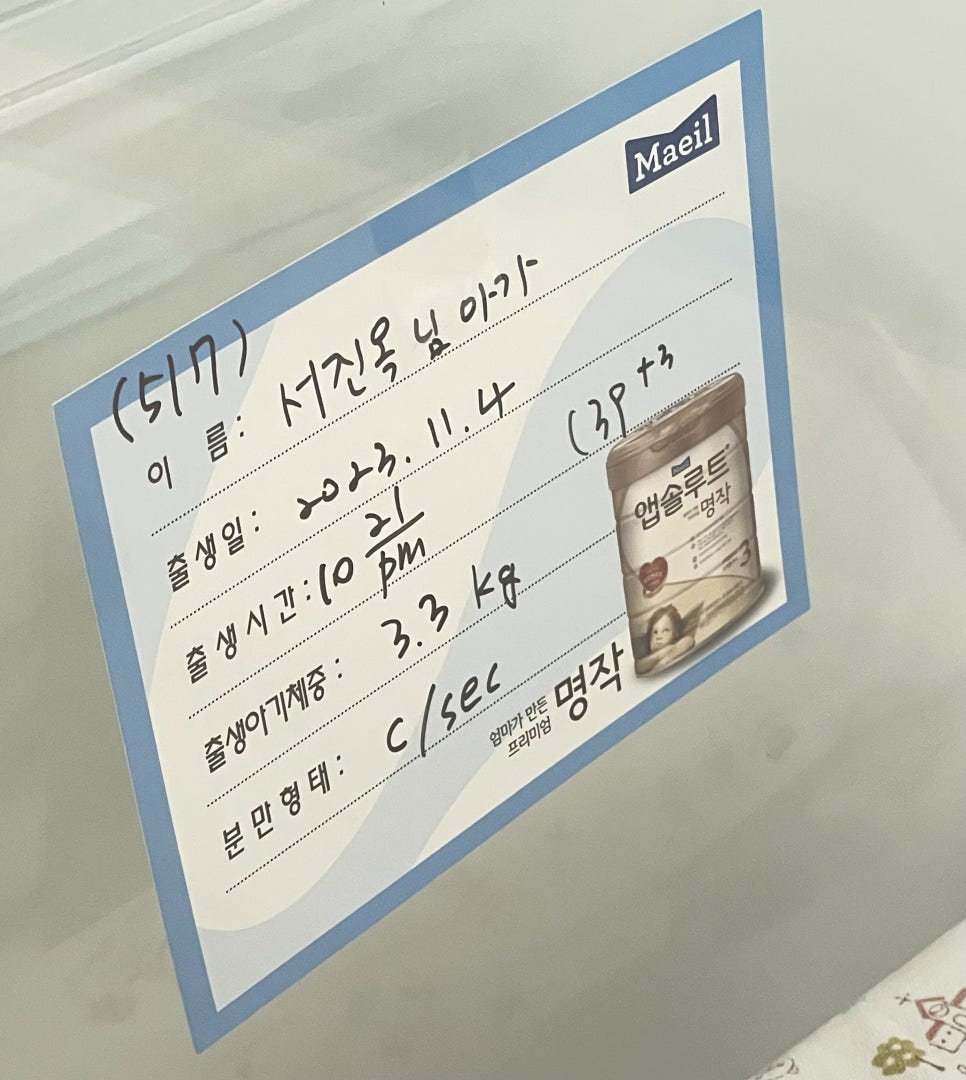 Maeil
(517)
이 름 : 서진옥 님 아가
출생일 : 2023. 11. 4 (39 +3
출생시간 : 10 21/pm
출생아기체중 : 3.3 kg
분만형태 : c/sec
Maeil
앱솔루트
명작
3
엄마가 만든
프리미엄
명작